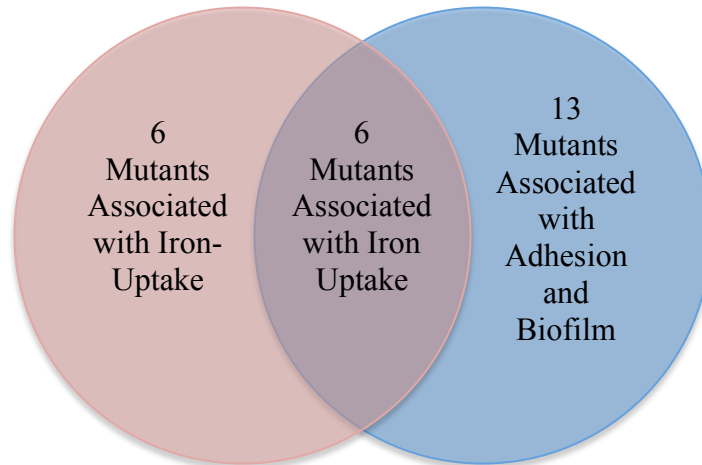 6
Mutants
Associated
with Iron-
Uptake
6
Mutants
Associated
with Iron
Uptake
13
Mutants
Associated
with
Adhesion
and
Biofilm